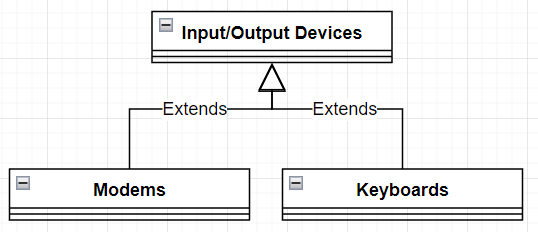 Input/Output Devices
Extends
Extends
Modems
Keyboards